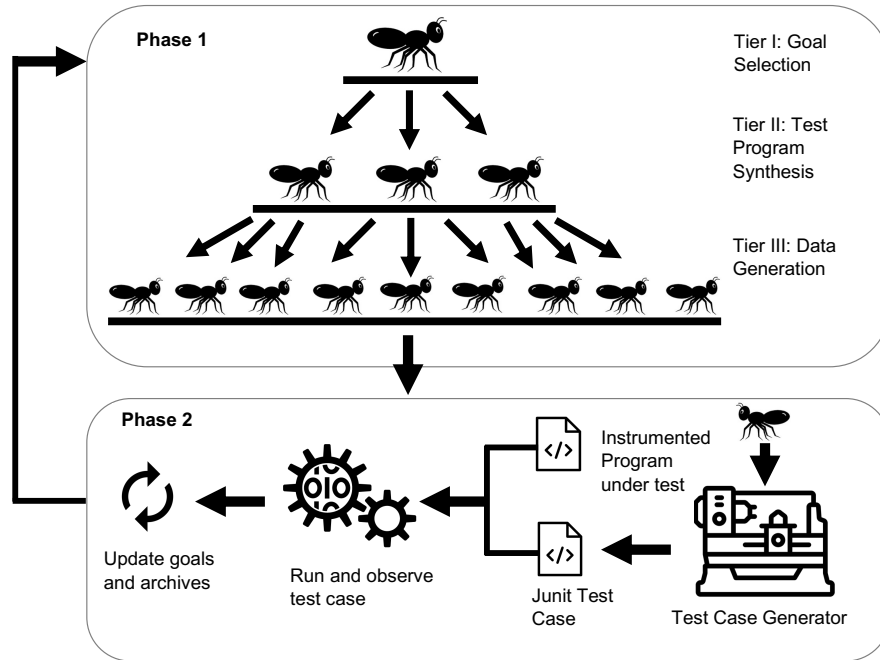 Phase 1
Tier I: Goal
Selection
Tier II: Test
Program
Synthesis
Tier III: Data
Generation
Phase 2
Instrumented
Program
under test
</>
</>
Update goals
and archives
Run and observe
test case
Junit Test
Case
Test Case Generator